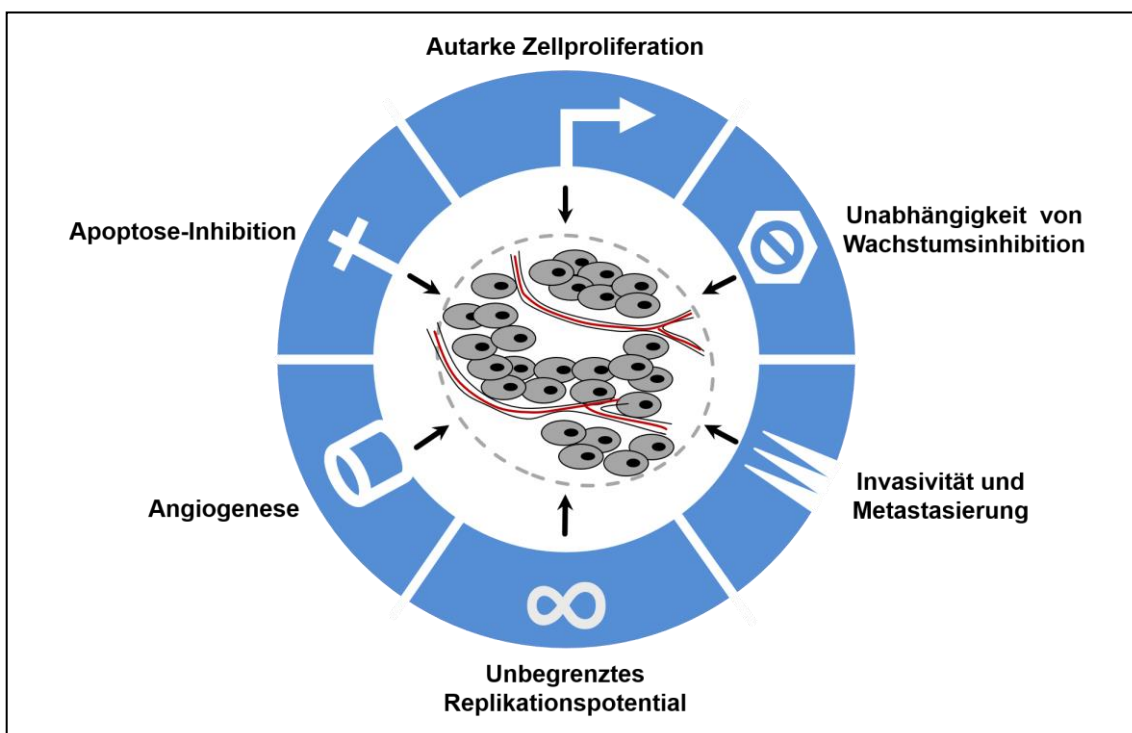 Autarke Zellproliferation
Unabhängigkeit von
Wachstumsinhibition
Invasivität und
Metastasierung
Unbegrenztes
Replikationspotential
Angiogenese
Apoptose-Inhibition